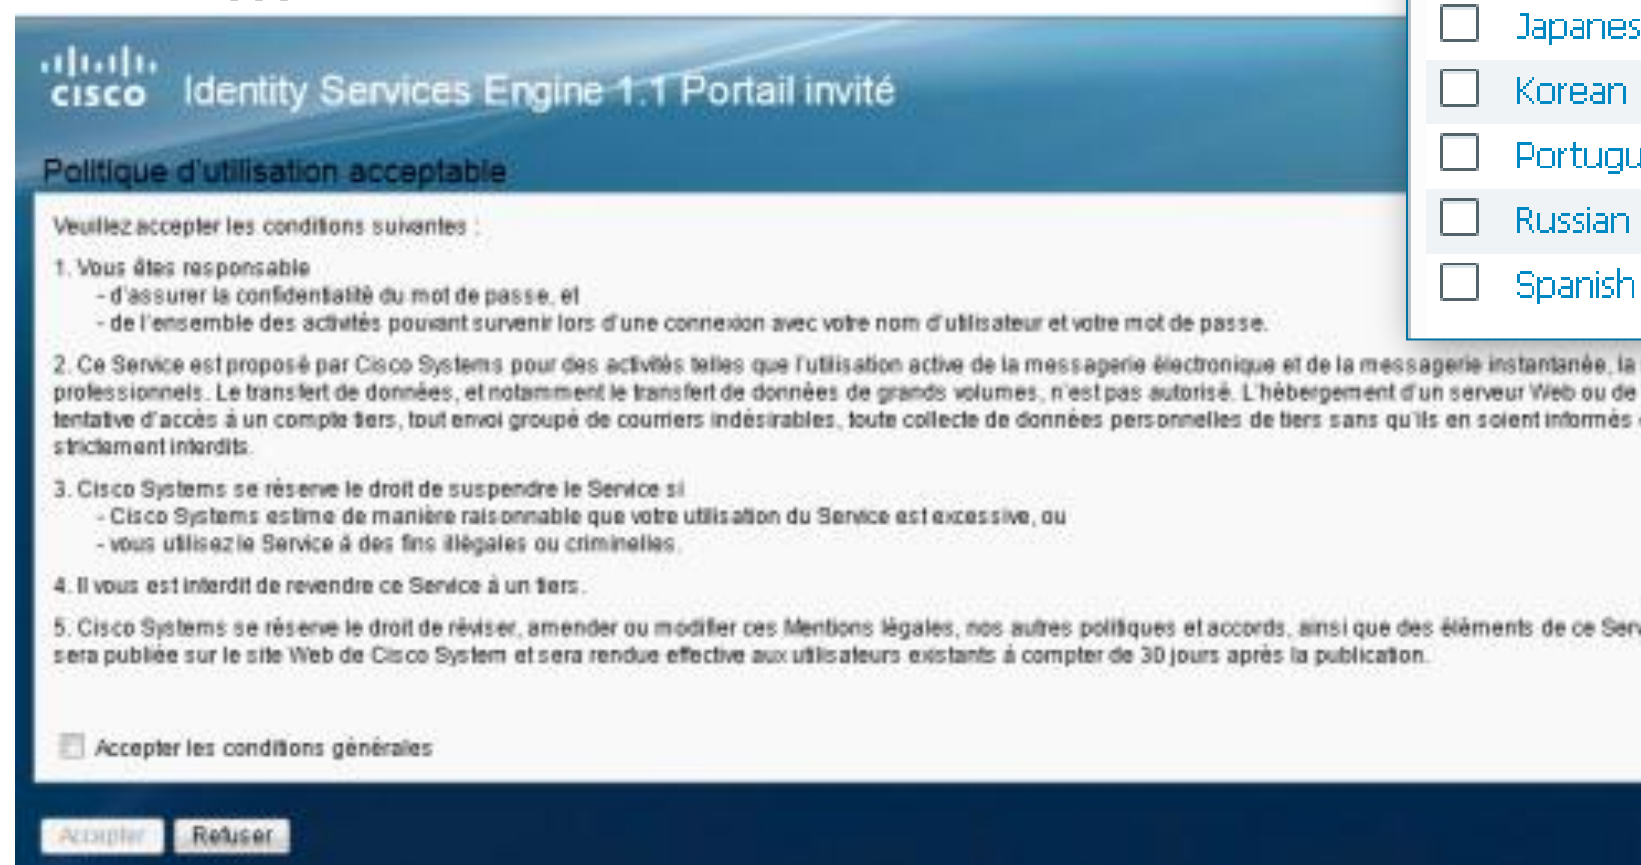 cisco Identity Services Engine 1.1 Portail invité
Politique d'utilisation acceptable
Veuillez accepter les conditions suivantes :
1. Vous êtes responsable
- d'assurer la confidentialité du mot de passe, et
- de l'ensemble des activités pouvant survenir lors d'une connexion avec votre nom d'utilisateur et votre mot de passe.
2. Ce Service est proposé par Cisco Systems pour des activités telles que l'utilisation active de la messagerie électronique et de la messagerie instantanée, la
professionnels. Le transfert de données, et notamment le transfert de données de grands volumes, n'est pas autorisé. L'hébergement d'un serveur Web ou de
tentative d'accès à un compte tiers, tout envoi groupé de courriers indésirables, toute collecte de données personnelles de tiers sans qu'ils en soient informés
strictement interdits.
3. Cisco Systems se réserve le droit de suspendre le Service si
- Cisco Systems estime de manière raisonnable que votre utilisation du Service est excessive, ou
- vous utilisez le Service à des fins illégales ou criminelles.
4. Il vous est interdit de revendre ce Service à un tiers.
5. Cisco Systems se réserve le droit de réviser, amender ou modifier ces Mentions légales, nos autres politiques et accords, ainsi que des éléments de ce Serv
sera publiée sur le site Web de Cisco System et sera rendue effective aux utilisateurs existants à compter de 30 jours après la publication.
Accepter les conditions générales
Accepter Refuser
Japanes
Korean
Portugu
Russian
Spanish